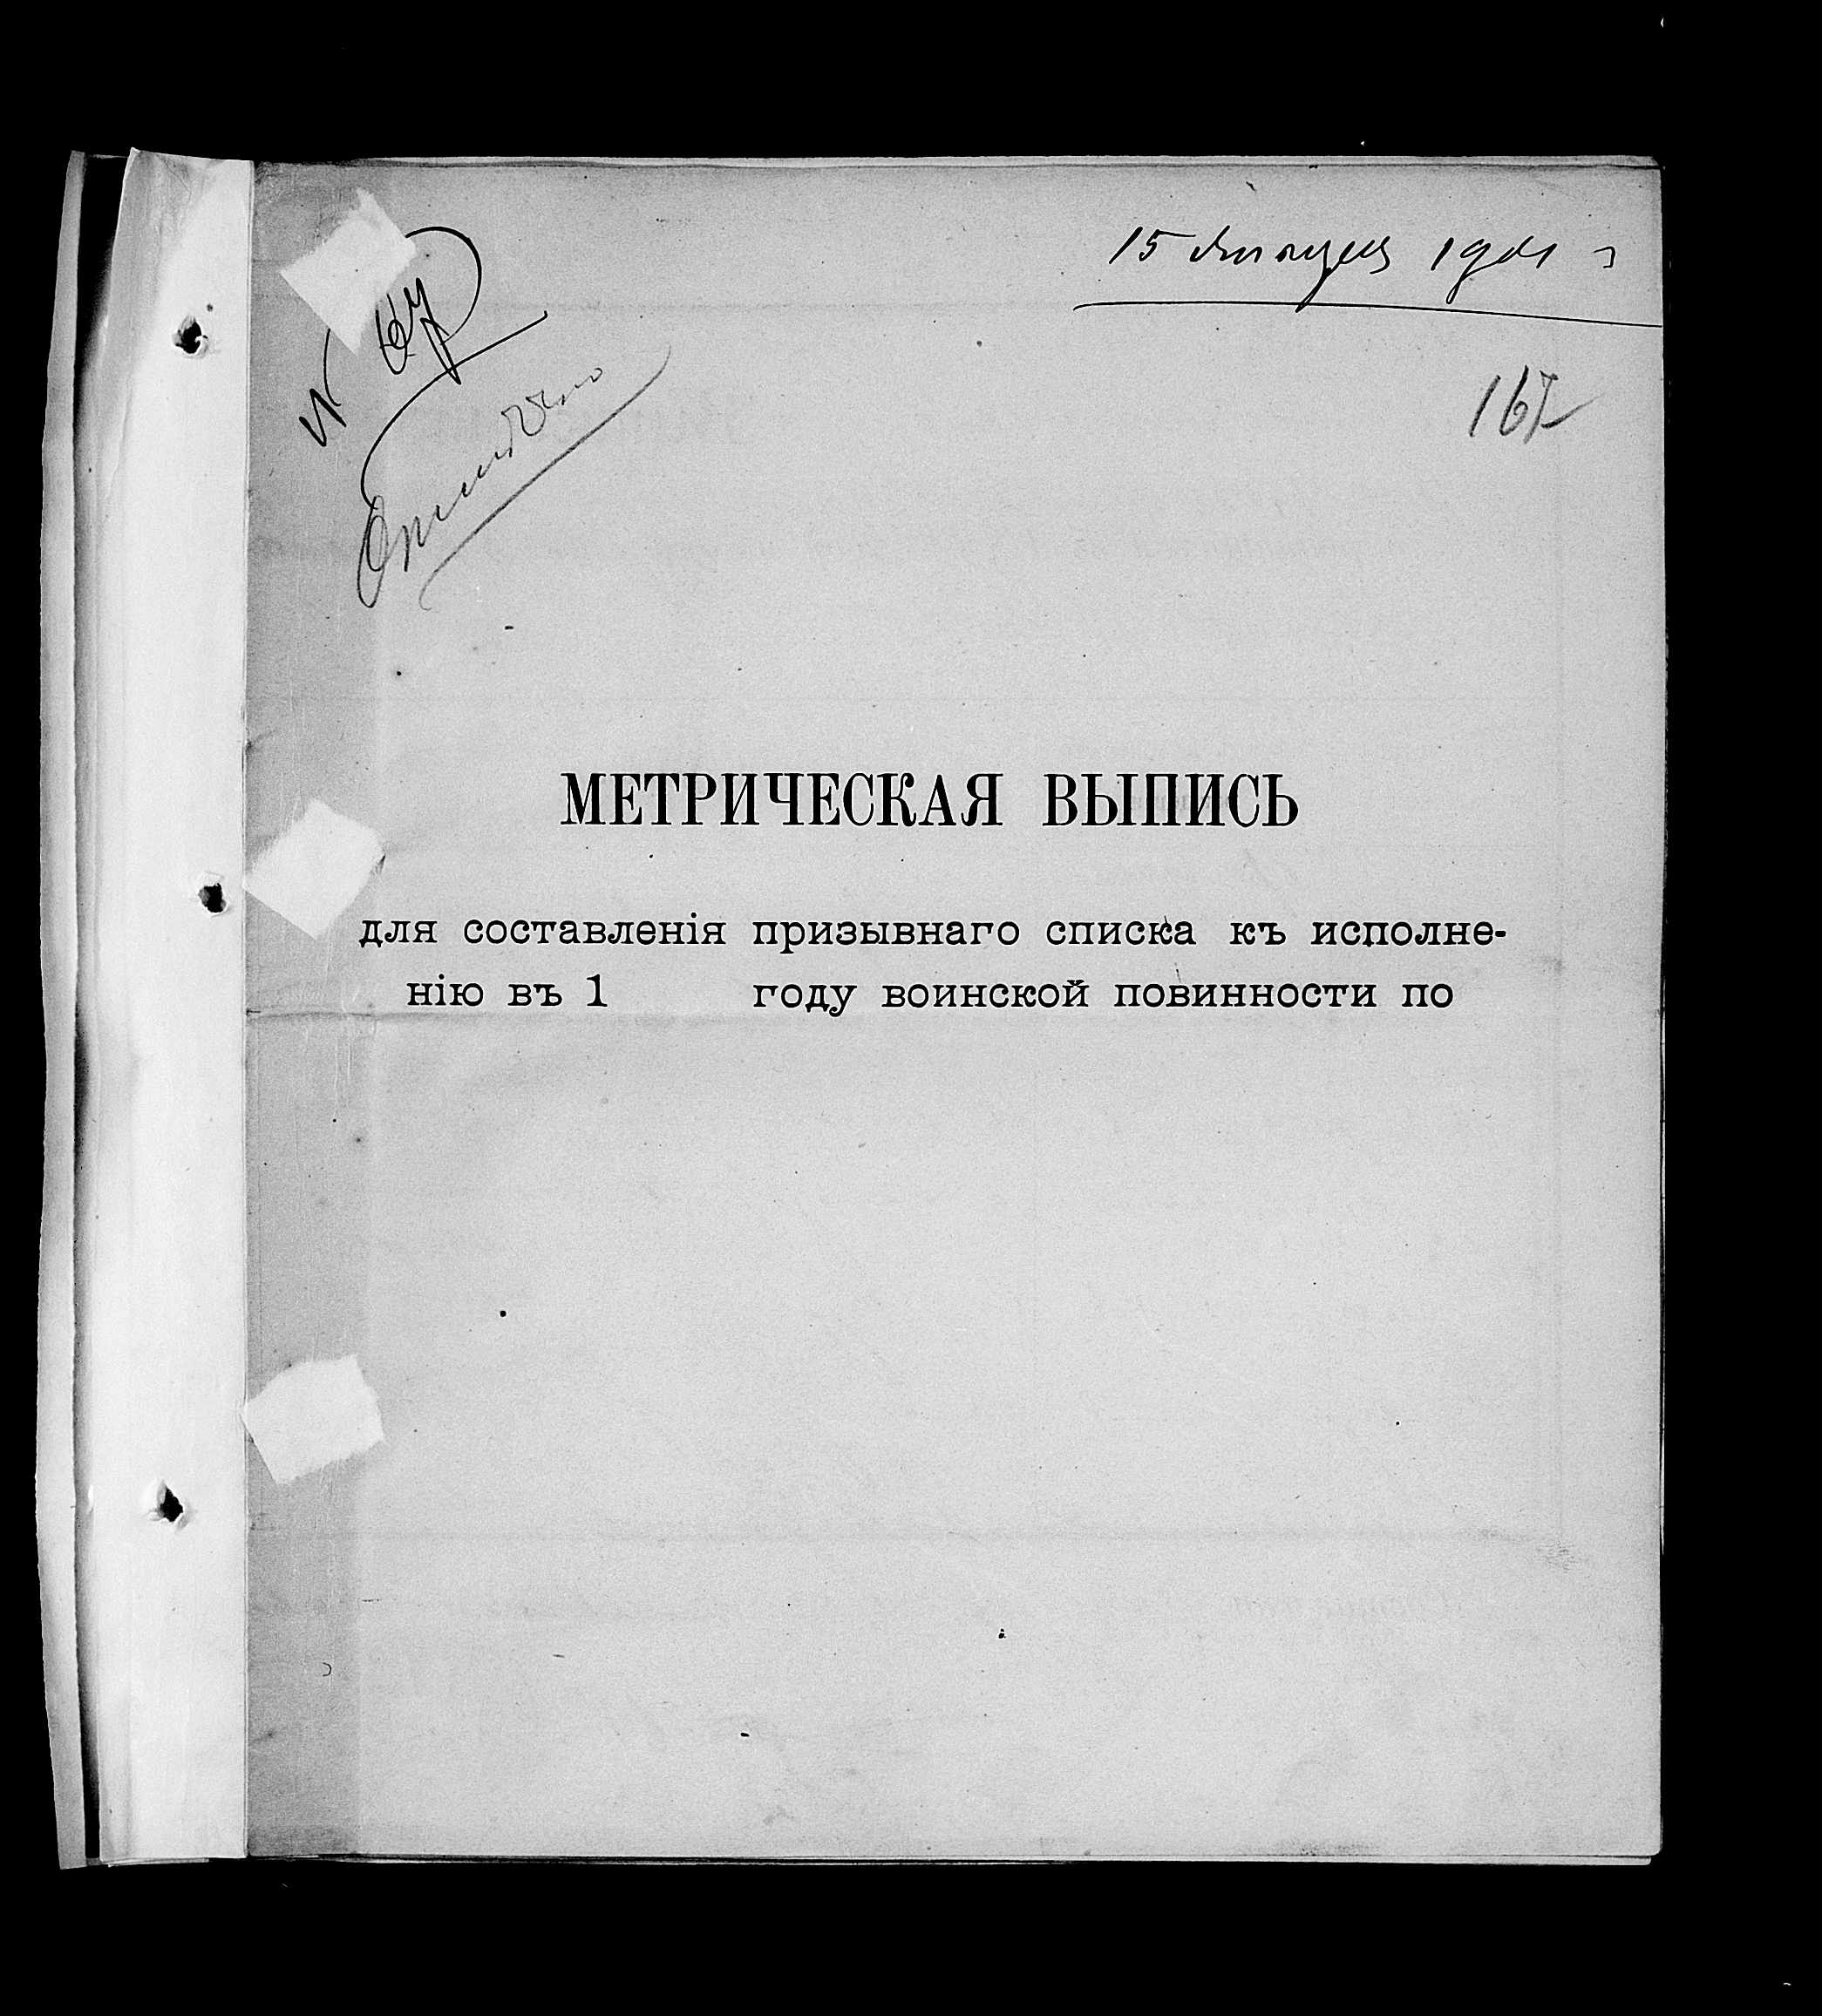 15 января 1901 г
№
167
МЕТРИЧЕСКАЯ ВЫПИСЬ
для составленія призывнаго списка къ исполне-
нію въ 1 году воинской повинности по